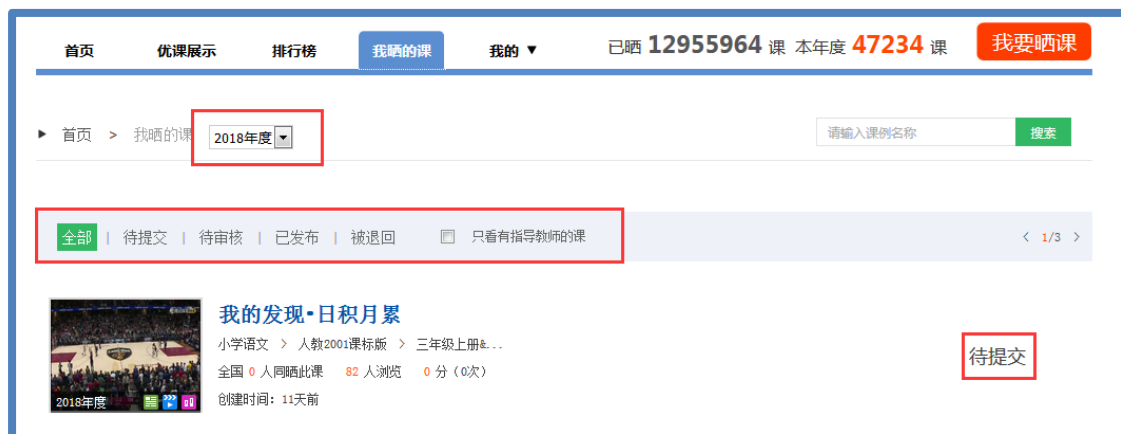 首页 优课展示 排行榜 我晒的课 我的 ▼ 已晒 12955964 课 本年度 47234 课 我要晒课
首页 > 我晒的课 2018年度 请输入课例名称 搜索
全部 | 待提交 | 待审核 | 已发布 | 被退回 只看有指导教师的课 < 1/3 >
我的发现•日积月累
小学语文 > 人教2001课标版 > 三年级上册&...
待提交
全国 0 人同晒此课 82 人浏览 0 分 (0次)
2018年度
创建时间: 11天前